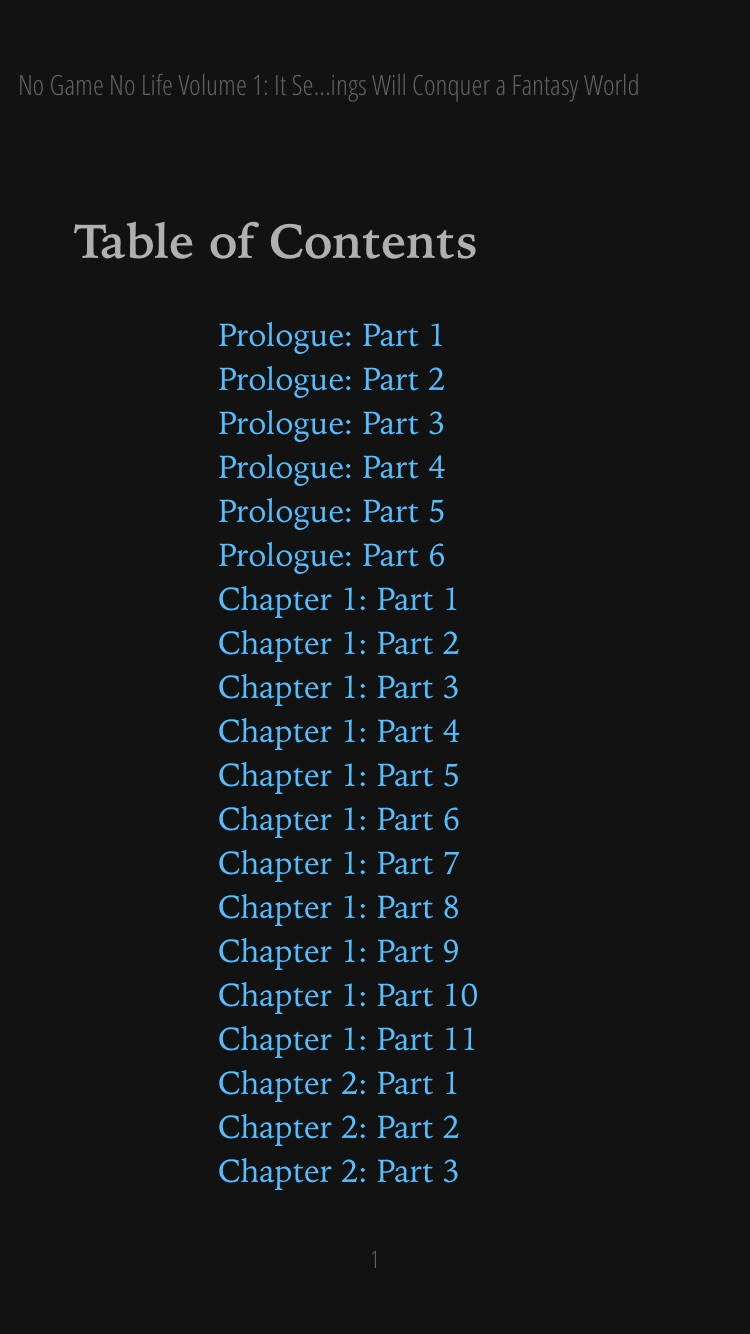 No Game No Life Volume 1: It Se...ings Will Conquer a Fantasy World
Table of Contents
Prologue: Part 1
Prologue: Part 2
Prologue: Part 3
Prologue: Part 4
Prologue: Part 5
Prologue: Part 6
Chapter 1: Part 1
Chapter 1: Part 2
Chapter 1: Part 3
Chapter 1: Part 4
Chapter 1: Part 5
Chapter 1: Part 6
Chapter 1: Part 7
Chapter 1: Part 8
Chapter 1: Part 9
Chapter 1: Part 10
Chapter 1: Part 11
Chapter 2: Part 1
Chapter 2: Part 2
Chapter 2: Part 3
1